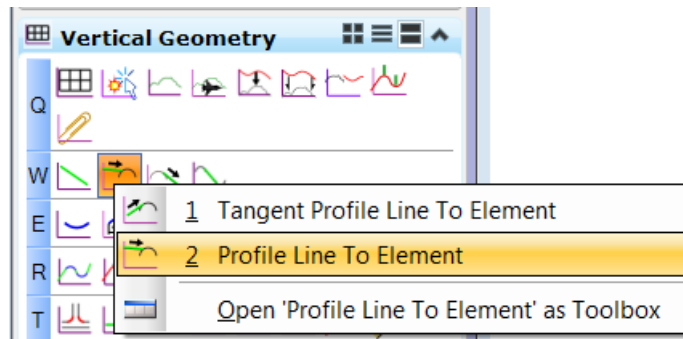 Vertical Geometry
Q
W
1 Tangent Profile Line To Element
E
2 Profile Line To Element
R
Open 'Profile Line To Element' as Toolbox
T